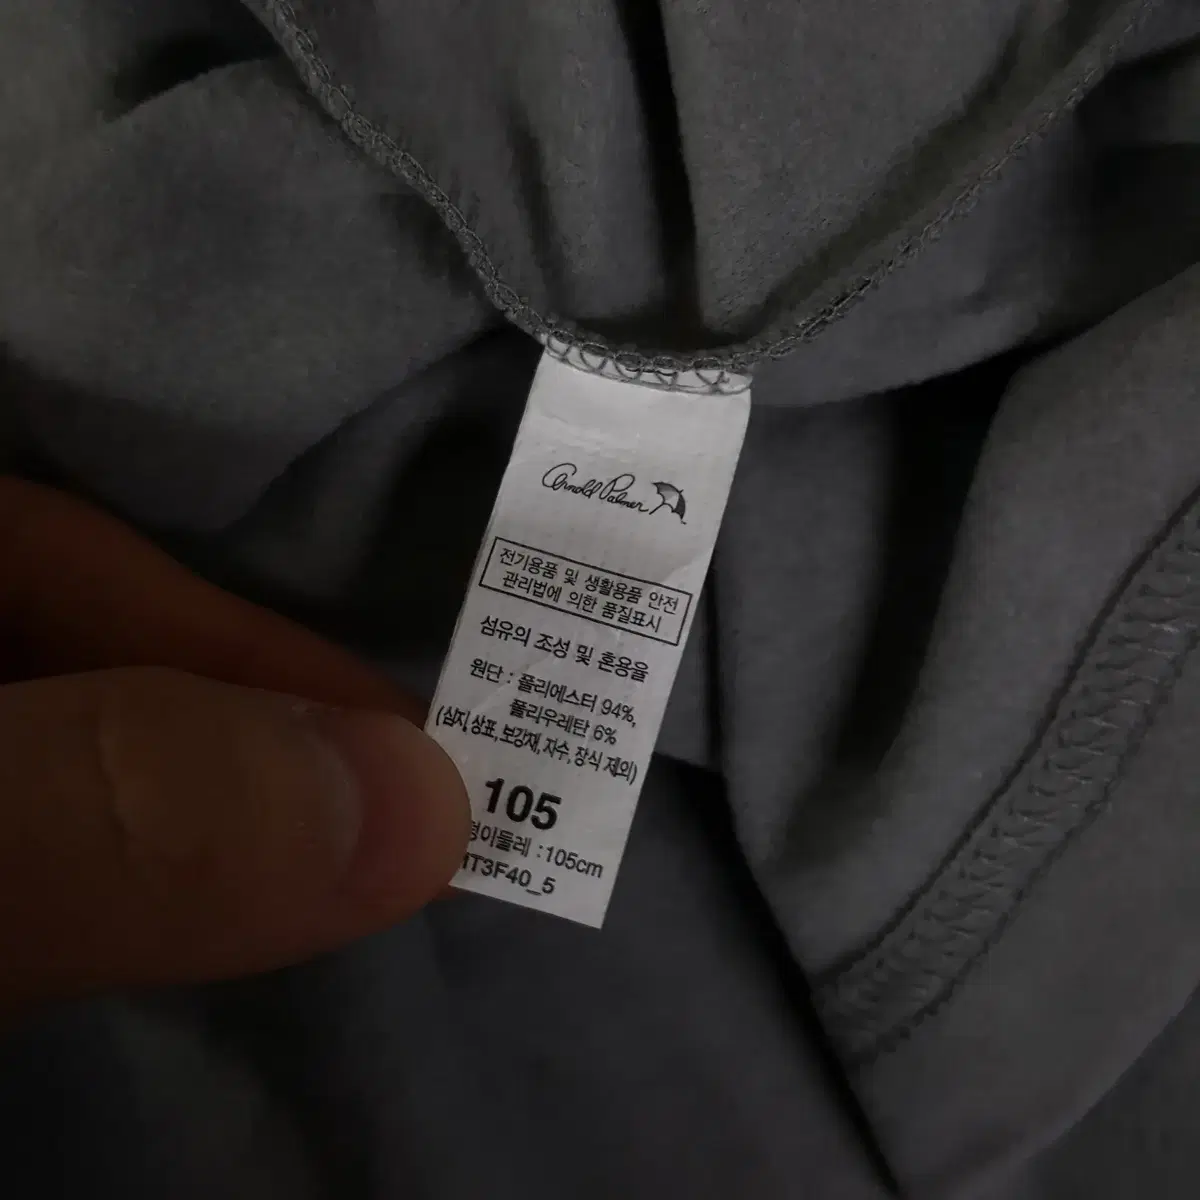 Arnold Palmer
전기용품 및 생활용품 안전
관리법에 의한 품질표시
섬유의 조성 및 혼용율
원단 : 폴리에스터 94%,
폴리우레탄 6%
(심지,상표,보강재,자수,장식 제외)
105
:105cm
1T3F40_5